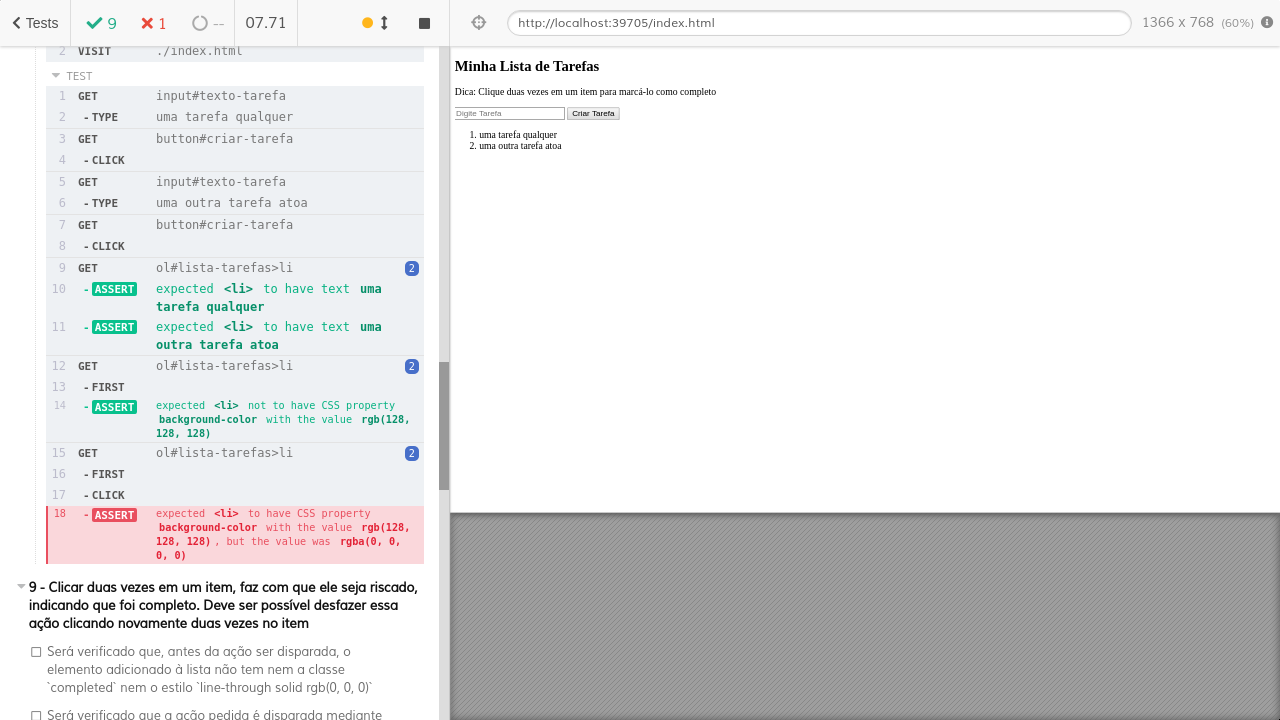 Tests 9 1 -- 07.71
http://localhost:39705/index.html 1366 x 768 (60%)
2 VISIT ./index.html
TEST
1 GET input#texto-tarefa
2 -TYPE uma tarefa qualquer
3 GET button#criar-tarefa
4 -CLICK
5 GET input#texto-tarefa
6 -TYPE uma outra tarefa atoa
7 GET button#criar-tarefa
8 -CLICK
9 GET ol#lista-tarefas>li 2
10 -ASSERT expected <li> to have text uma
tarefa qualquer
11 -ASSERT expected <li> to have text uma
outra tarefa atoa
12 GET ol#lista-tarefas>li 2
13 -FIRST
14 -ASSERT expected <li> not to have CSS property
background-color with the value rgb(128,
128, 128)
15 GET ol#lista-tarefas>li 2
16 -FIRST
17 -CLICK
18 -ASSERT expected <li> to have CSS property
background-color with the value rgb(128,
128, 128), but the value was rgba(0, 0,
0, 0)
9 - Clicar duas vezes em um item, faz com que ele seja riscado,
indicando que foi completo. Deve ser possível desfazer essa
ação clicando novamente duas vezes no item
Será verificado que, antes da ação ser disparada, o
elemento adicionado à lista não tem nem a classe
`completed` nem o estilo `line-through solid rgb(0, 0, 0)`
Será verificado que a ação pedida é disparada mediante
Minha Lista de Tarefas
Dica: Clique duas vezes em um item para marcá-lo como completo
Digite Tarefa Criar Tarefa
1. uma tarefa qualquer
2. uma outra tarefa atoa